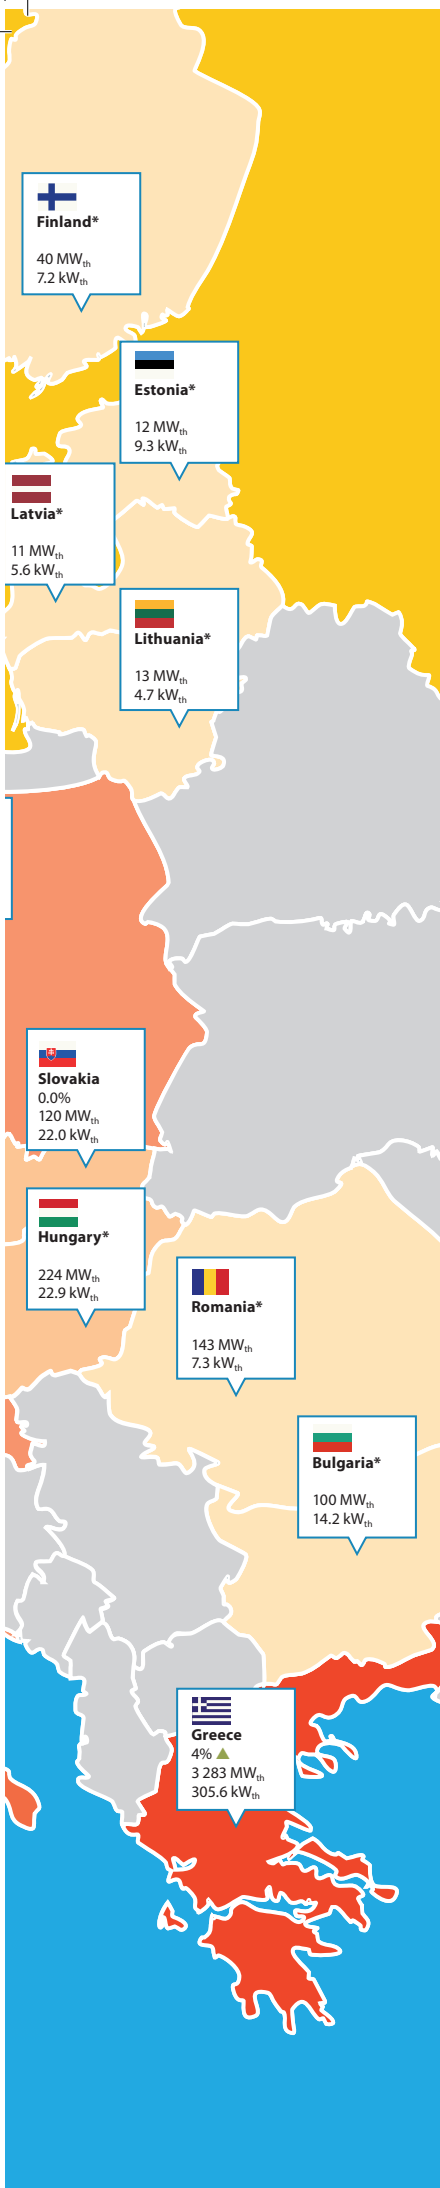 Finland*
40 MWth
7.2 kWth
Estonia*
12 MWth
9.3 kWth
Latvia*
11 MWth
5.6 kWth
Lithuania*
13 MWth
4.7 kWth
Slovakia
0.0%
120 MWth
22.0 kWth
Hungary*
224 MWth
22.9 kWth
Romania*
143 MWth
7.3 kWth
Bulgaria*
100 MWth
14.2 kWth
Greece
4% ▲
3 283 MWth
305.6 kWth